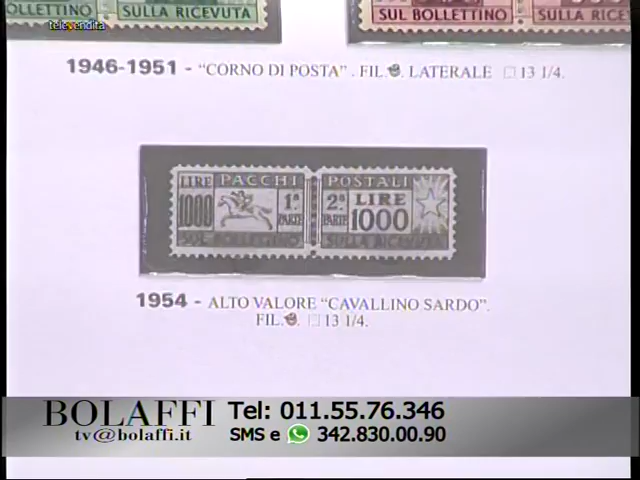 BOLLETTINO SULLA RICEVUTA
SUL BOLLETTINO SULLA RICE
televendita
1946-1951 - "CORNO DI POSTA". FIL. . LATERALE 13 1/4.
LIRE PACCHI POSTALI
1000 1ª PARTE 2ª PARTE LIRE 1000
SUL BOLLETTINO SULLA RICEVUTA
1954 - ALTO VALORE "CAVALLINO SARDO".
FIL. . 13 1/4.
BOLAFFI Tel: 011.55.76.346
tv@bolaffi.it SMS e 342.830.00.90